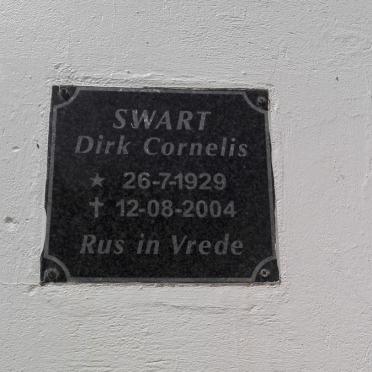 SWART
Dirk Cornelis
★ 26-7-1929
✝ 12-08-2004
Rus in Vrede